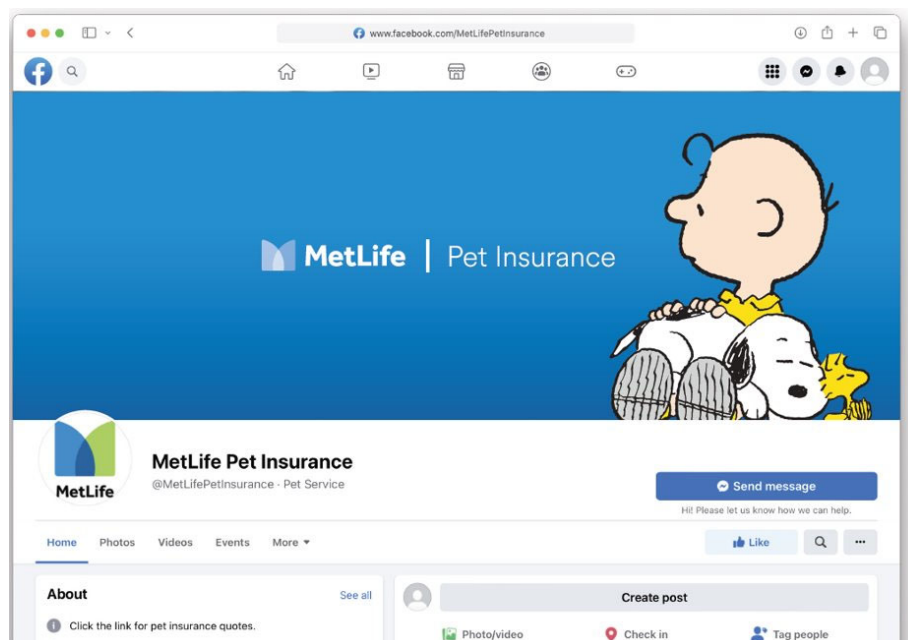 www.facebook.com/MetLifePetInsurance
MetLife | Pet Insurance
MetLife
MetLife Pet Insurance
@MetLifePetInsurance · Pet Service
Send message
Hi! Please let us know how we can help.
Home Photos Videos Events More
Like
About See all
Create post
Click the link for pet insurance quotes.
Photo/video Check in Tag people